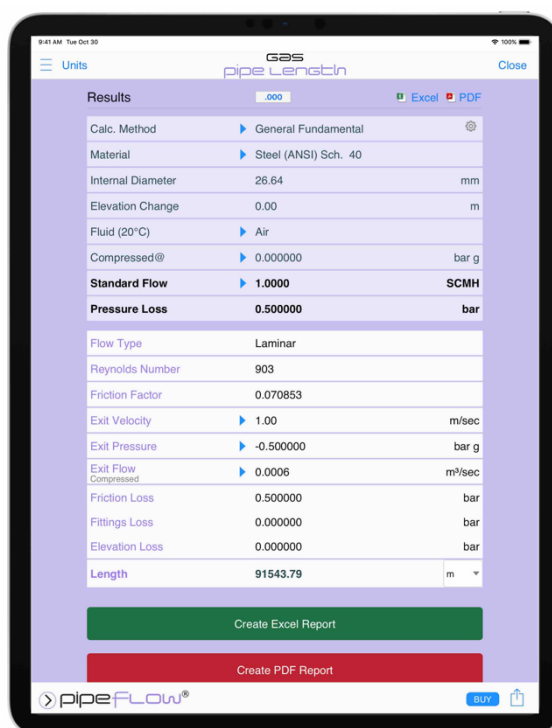 9:41 AM Tue Oct 30 100%
Units Gas pipe Length Close
Results .000 Excel PDF
Calc. Method General Fundamental
Material Steel (ANSI) Sch. 40
Internal Diameter 26.64 mm
Elevation Change 0.00 m
Fluid (20°C) Air
Compressed@ 0.000000 bar g
Standard Flow 1.0000 SCMH
Pressure Loss 0.500000 bar
Flow Type Laminar
Reynolds Number 903
Friction Factor 0.070853
Exit Velocity 1.00 m/sec
Exit Pressure -0.500000 bar g
Exit Flow 0.0006 m³/sec
Compressed
Friction Loss 0.500000 bar
Fittings Loss 0.000000 bar
Elevation Loss 0.000000 bar
Length 91543.79 m
Create Excel Report
Create PDF Report
pipeFLOW® BUY